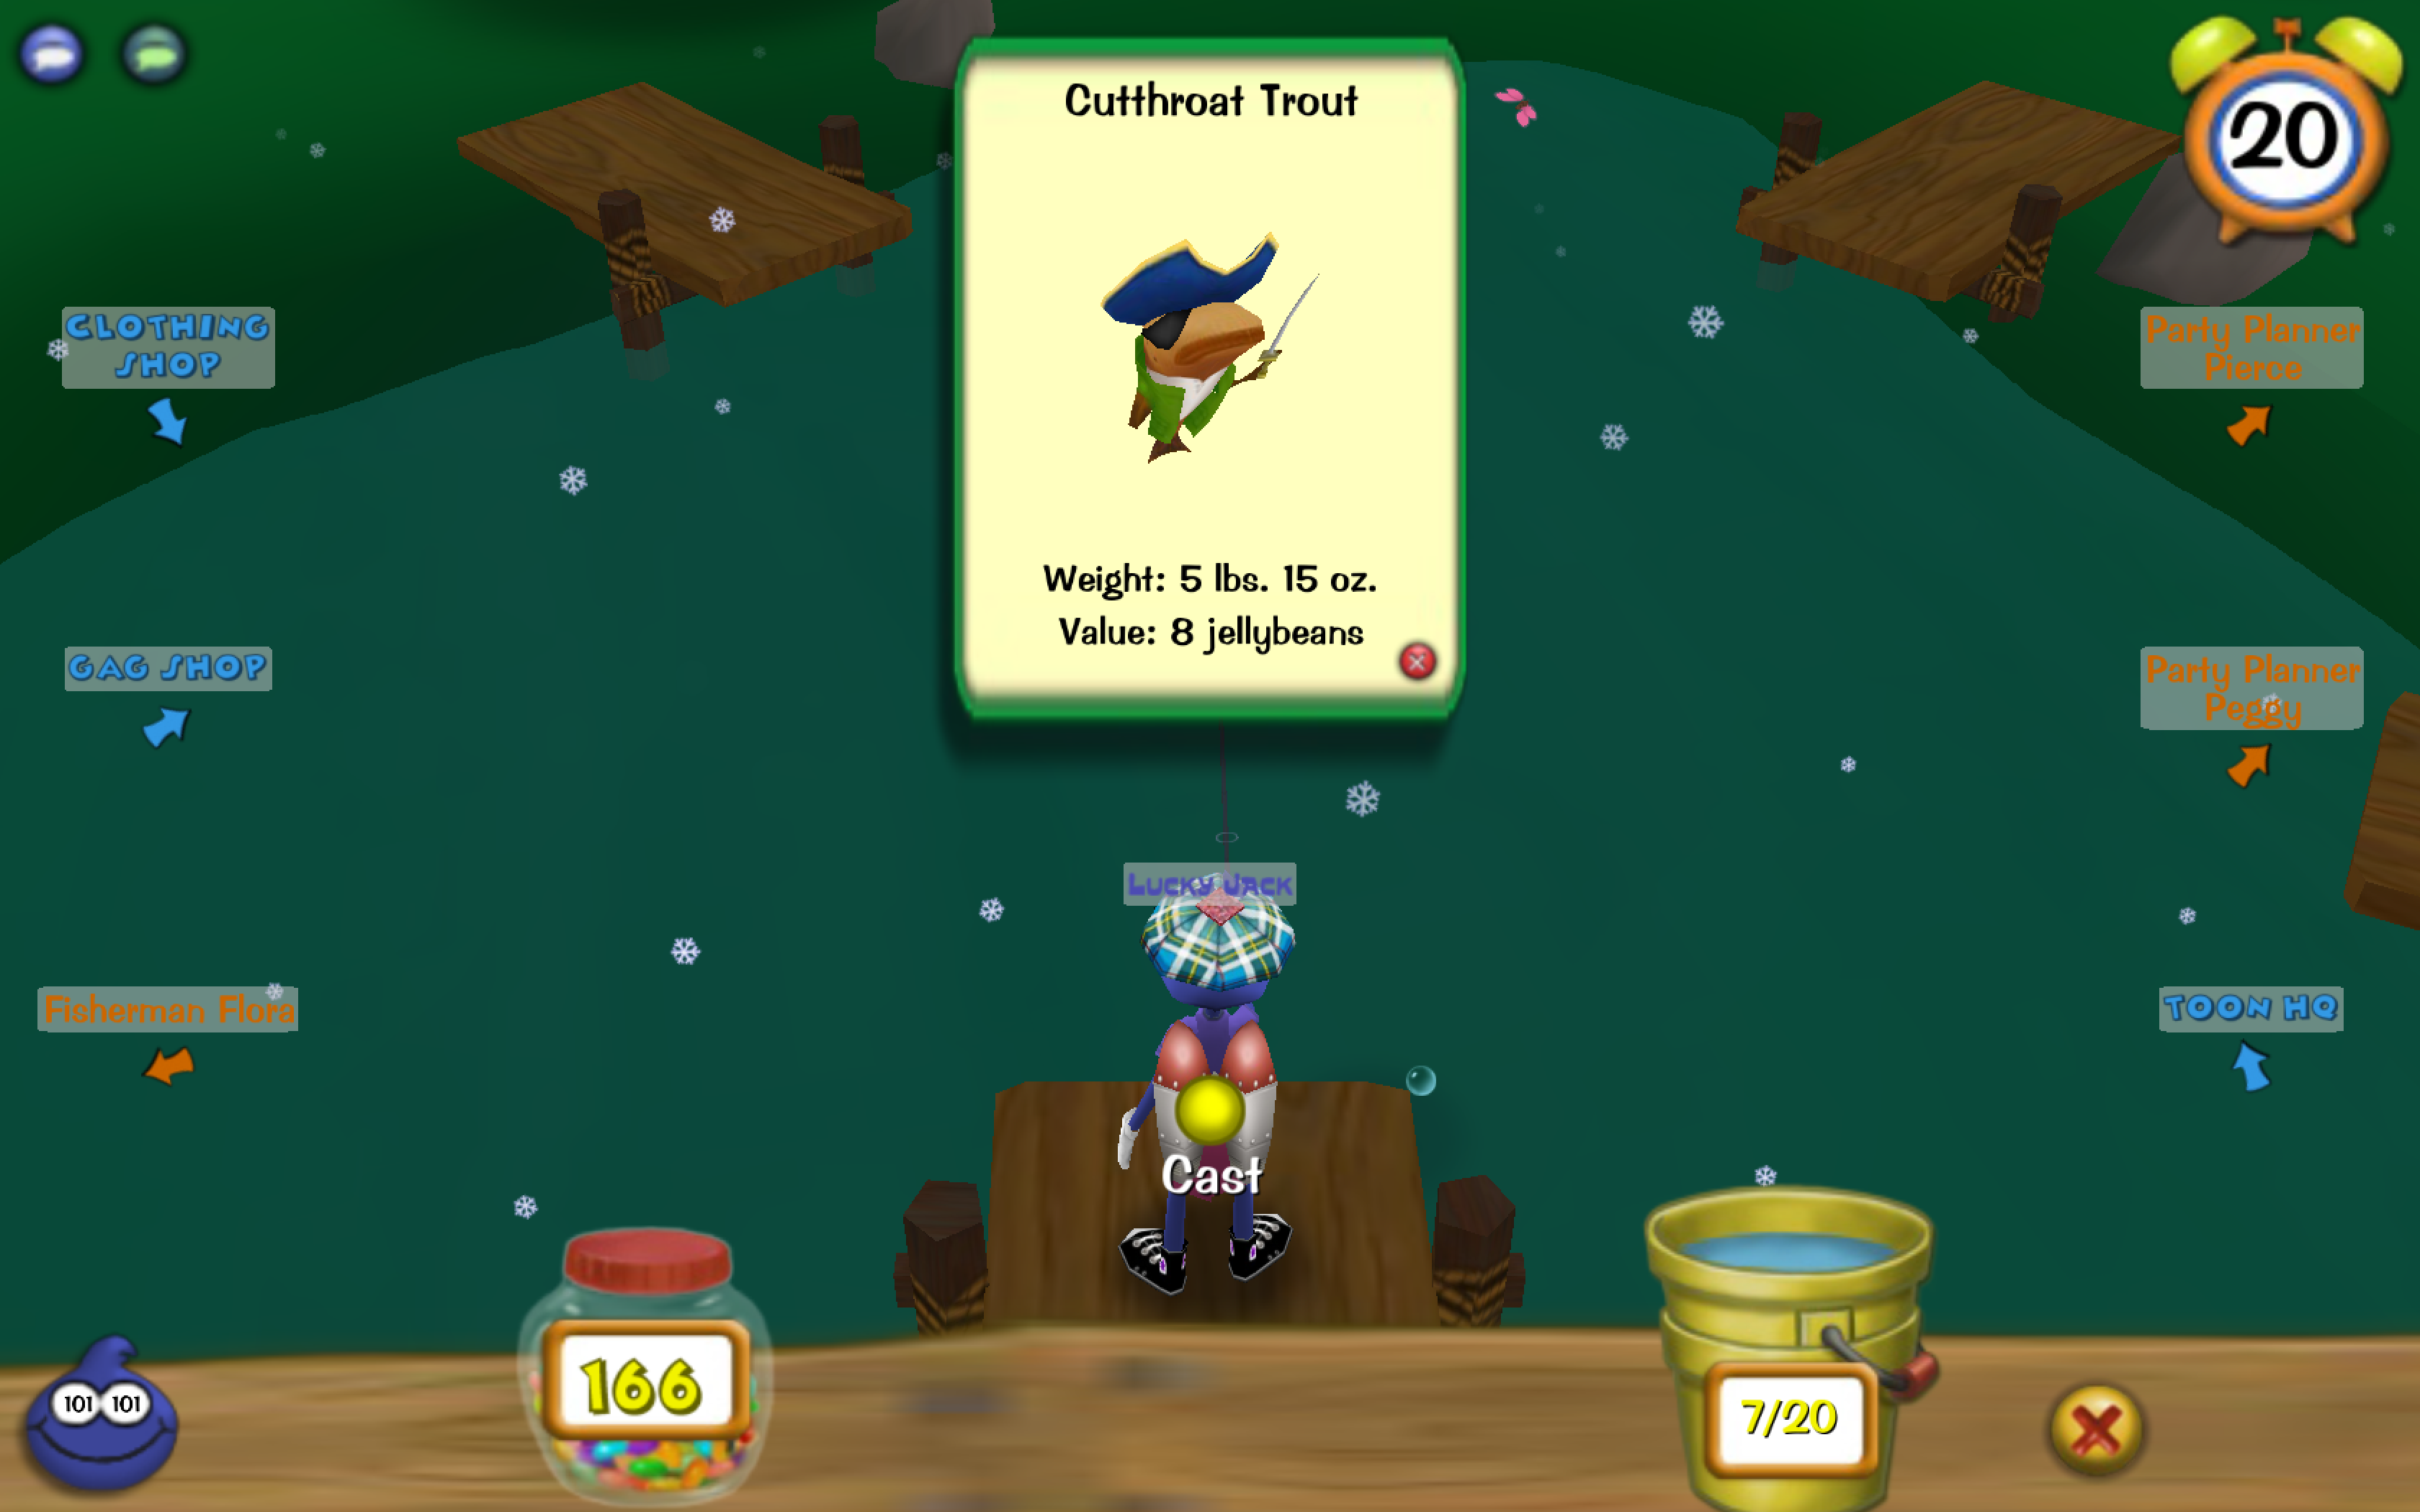 Cutthroat Trout
20
CLOTHING
SHOP
Party Planner
Pierce
Weight: 5 lbs. 15 oz.
Value: 8 jellybeans
GAG SHOP
Party Planner
Peggy
Lucky Jack
Fisherman Flora
TOON HQ
Cast
101 101
166
7/20